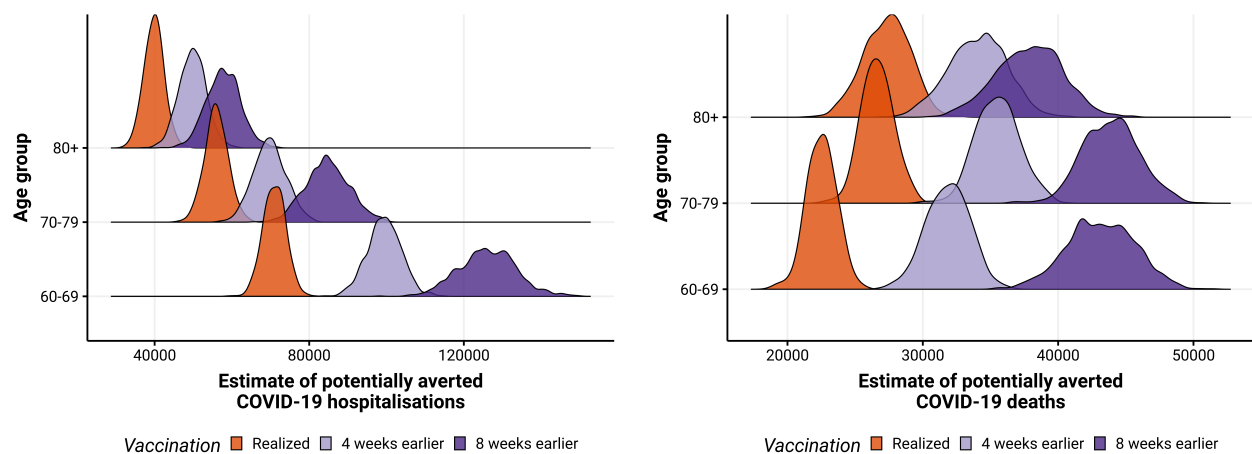 Age group
80+
70-79
60-69
40000 80000 120000
Estimate of potentially averted
COVID-19 hospitalisations
Vaccination Realized 4 weeks earlier 8 weeks earlier
Age group
80+
70-79
60-69
20000 30000 40000 50000
Estimate of potentially averted
COVID-19 deaths
Vaccination Realized 4 weeks earlier 8 weeks earlier